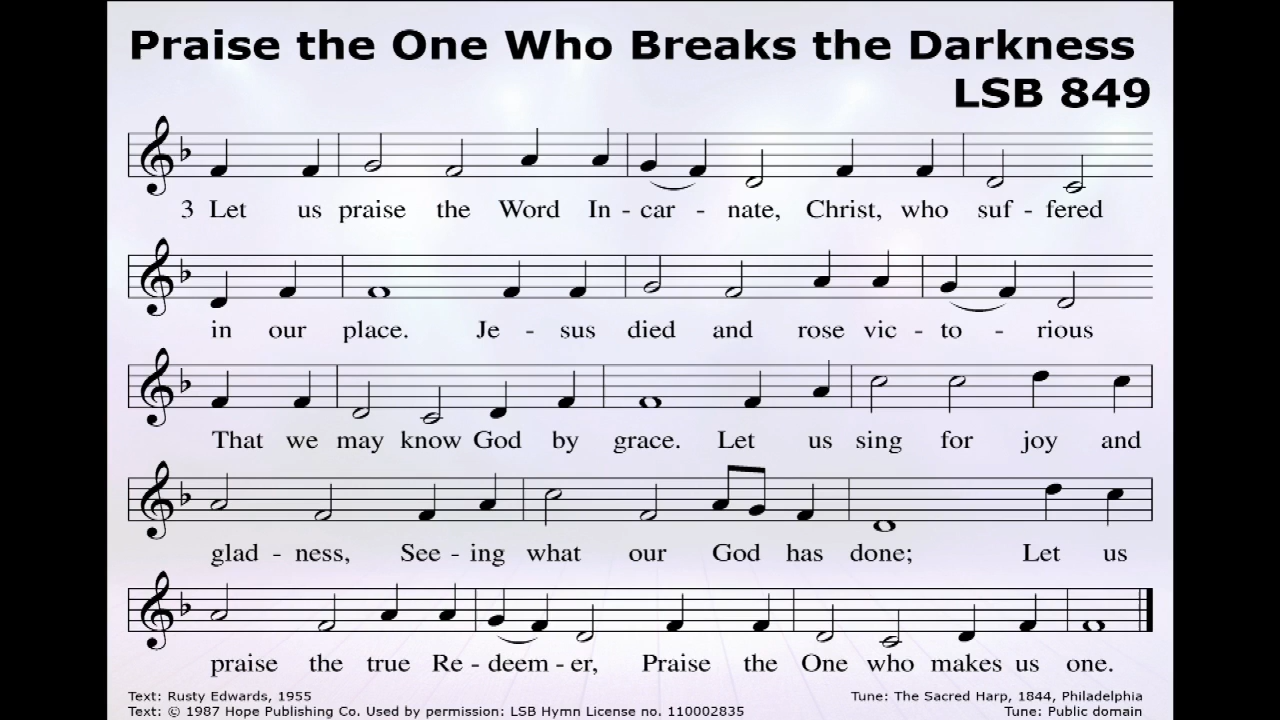 Praise the One Who Breaks the Darkness
LSB 849
3 Let us praise the Word In - car - nate, Christ, who suf - fered
in our place. Je - sus died and rose vic - to - rious
That we may know God by grace. Let us sing for joy and
glad - ness, See - ing what our God has done; Let us
praise the true Re - deem - er, Praise the One who makes us one.
Text: Rusty Edwards, 1955 Tune: The Sacred Harp, 1844, Philadelphia
Text: © 1987 Hope Publishing Co. Used by permission: LSB Hymn License no. 110002835 Tune: Public domain